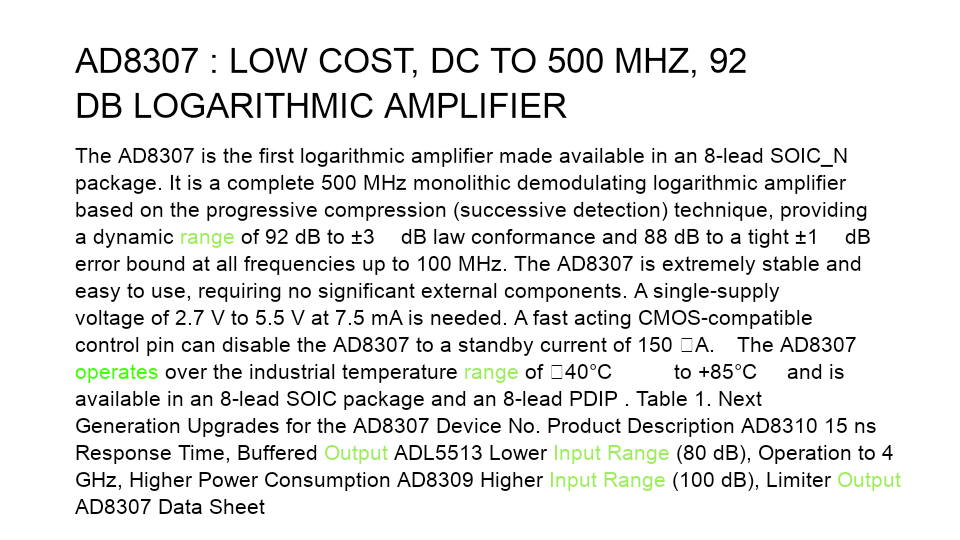 AD8307 : LOW COST, DC TO 500 MHZ, 92
DB LOGARITHMIC AMPLIFIER
The AD8307 is the first logarithmic amplifier made available in an 8-lead SOIC_N
package. It is a complete 500 MHz monolithic demodulating logarithmic amplifier
based on the progressive compression (successive detection) technique, providing
a dynamic range of 92 dB to ±3 dB law conformance and 88 dB to a tight ±1 dB
error bound at all frequencies up to 100 MHz. The AD8307 is extremely stable and
easy to use, requiring no significant external components. A single-supply
voltage of 2.7 V to 5.5 V at 7.5 mA is needed. A fast acting CMOS-compatible
control pin can disable the AD8307 to a standby current of 150 □A. The AD8307
operates over the industrial temperature range of □40°C to +85°C and is
available in an 8-lead SOIC package and an 8-lead PDIP . Table 1. Next
Generation Upgrades for the AD8307 Device No. Product Description AD8310 15 ns
Response Time, Buffered Output ADL5513 Lower Input Range (80 dB), Operation to 4
GHz, Higher Power Consumption AD8309 Higher Input Range (100 dB), Limiter Output
AD8307 Data Sheet